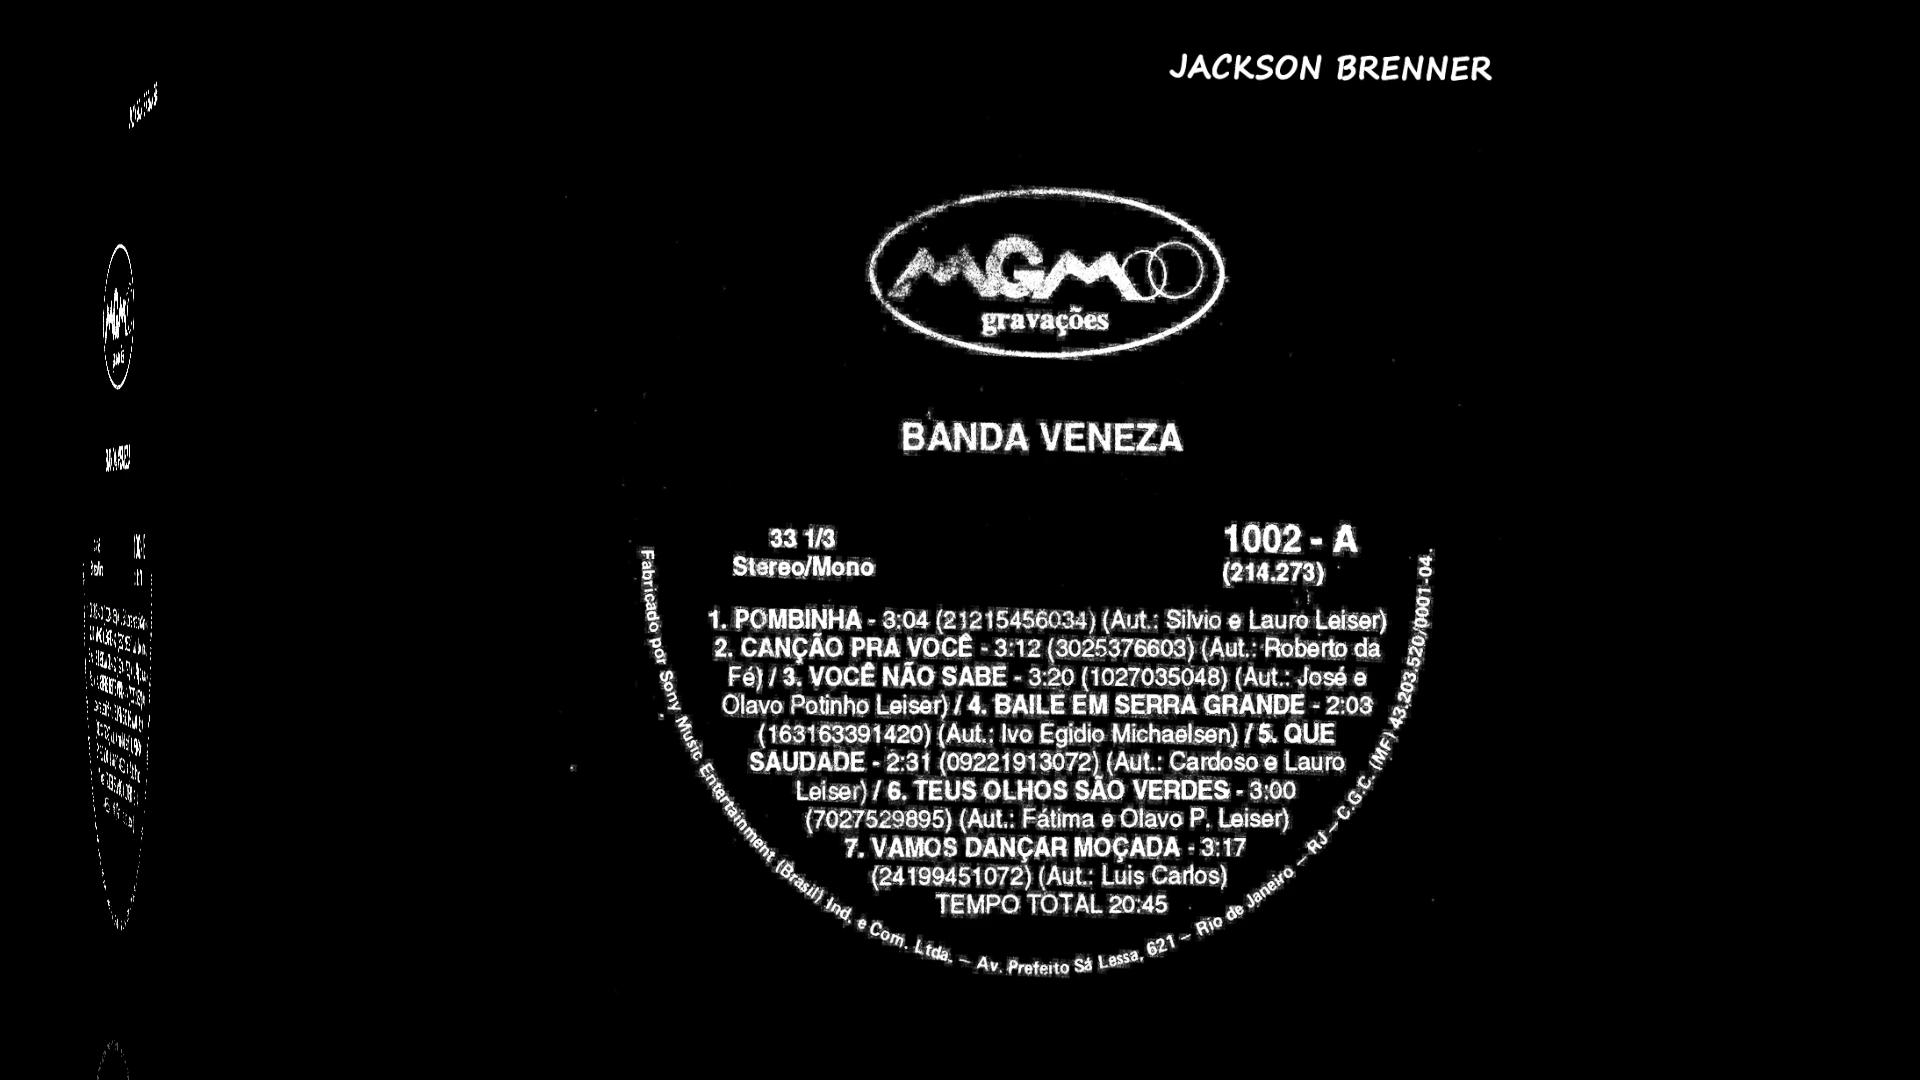 JACKSON BRENNER
MGM
gravações
BANDA VENEZA
33 1/3
Stereo/Mono
1002 - A
(214.273)
1. POMBINHA - 3:04 (21215456034) (Aut.: Silvio e Lauro Leiser)
2. CANÇÃO PRA VOCÊ - 3:12 (3025376603) (Aut.: Roberto da
Fé) / 3. VOCÊ NÃO SABE - 3:20 (1027035048) (Aut.: José e
Olavo Potinho Leiser) / 4. BAILE EM SERRA GRANDE - 2:03
(163163391420) (Aut.: Ivo Egidio Michaelsen) / 5. QUE
SAUDADE - 2:31 (09221913072) (Aut.: Cardoso e Lauro
Leiser) / 6. TEUS OLHOS SÃO VERDES - 3:00
(7027529895) (Aut.: Fátima e Olavo P. Leiser)
7. VAMOS DANÇAR MOÇADA - 3:17
(24199451072) (Aut.: Luis Carlos)
TEMPO TOTAL 20:45
Fabricado por Sony Music Entertainment (Brasil) Ind. e Com. Ltda. – Av. Prefeito Sá Lessa, 621 – Rio de Janeiro – RJ – C.G.C. (MF) 43.203.520/0001-04.
MGM
BANDA VENEZA